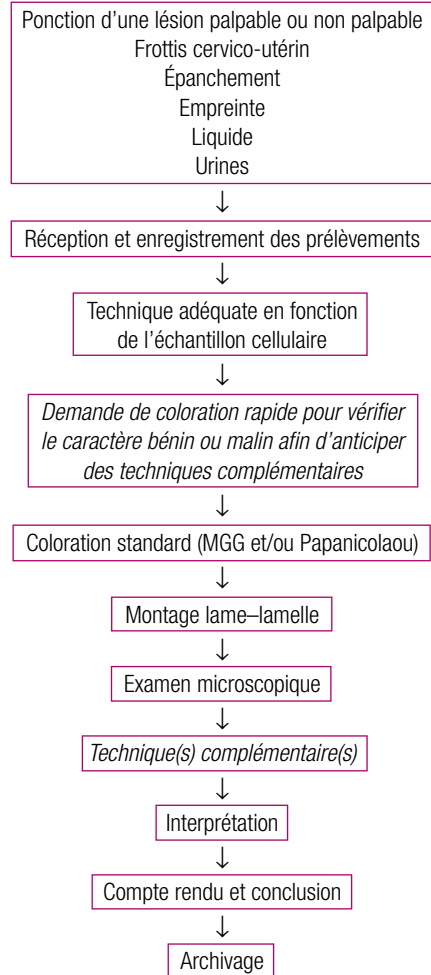 Ponction d'une lésion palpable ou non palpable
Frottis cervico-utérin
Épanchement
Empreinte
Liquide
Urines
↓
Réception et enregistrement des prélèvements
↓
Technique adéquate en fonction
de l'échantillon cellulaire
↓
Demande de coloration rapide pour vérifier
le caractère bénin ou malin afin d'anticiper
des techniques complémentaires
↓
Coloration standard (MGG et/ou Papanicolaou)
↓
Montage lame–lamelle
↓
Examen microscopique
↓
Technique(s) complémentaire(s)
↓
Interprétation
↓
Compte rendu et conclusion
↓
Archivage